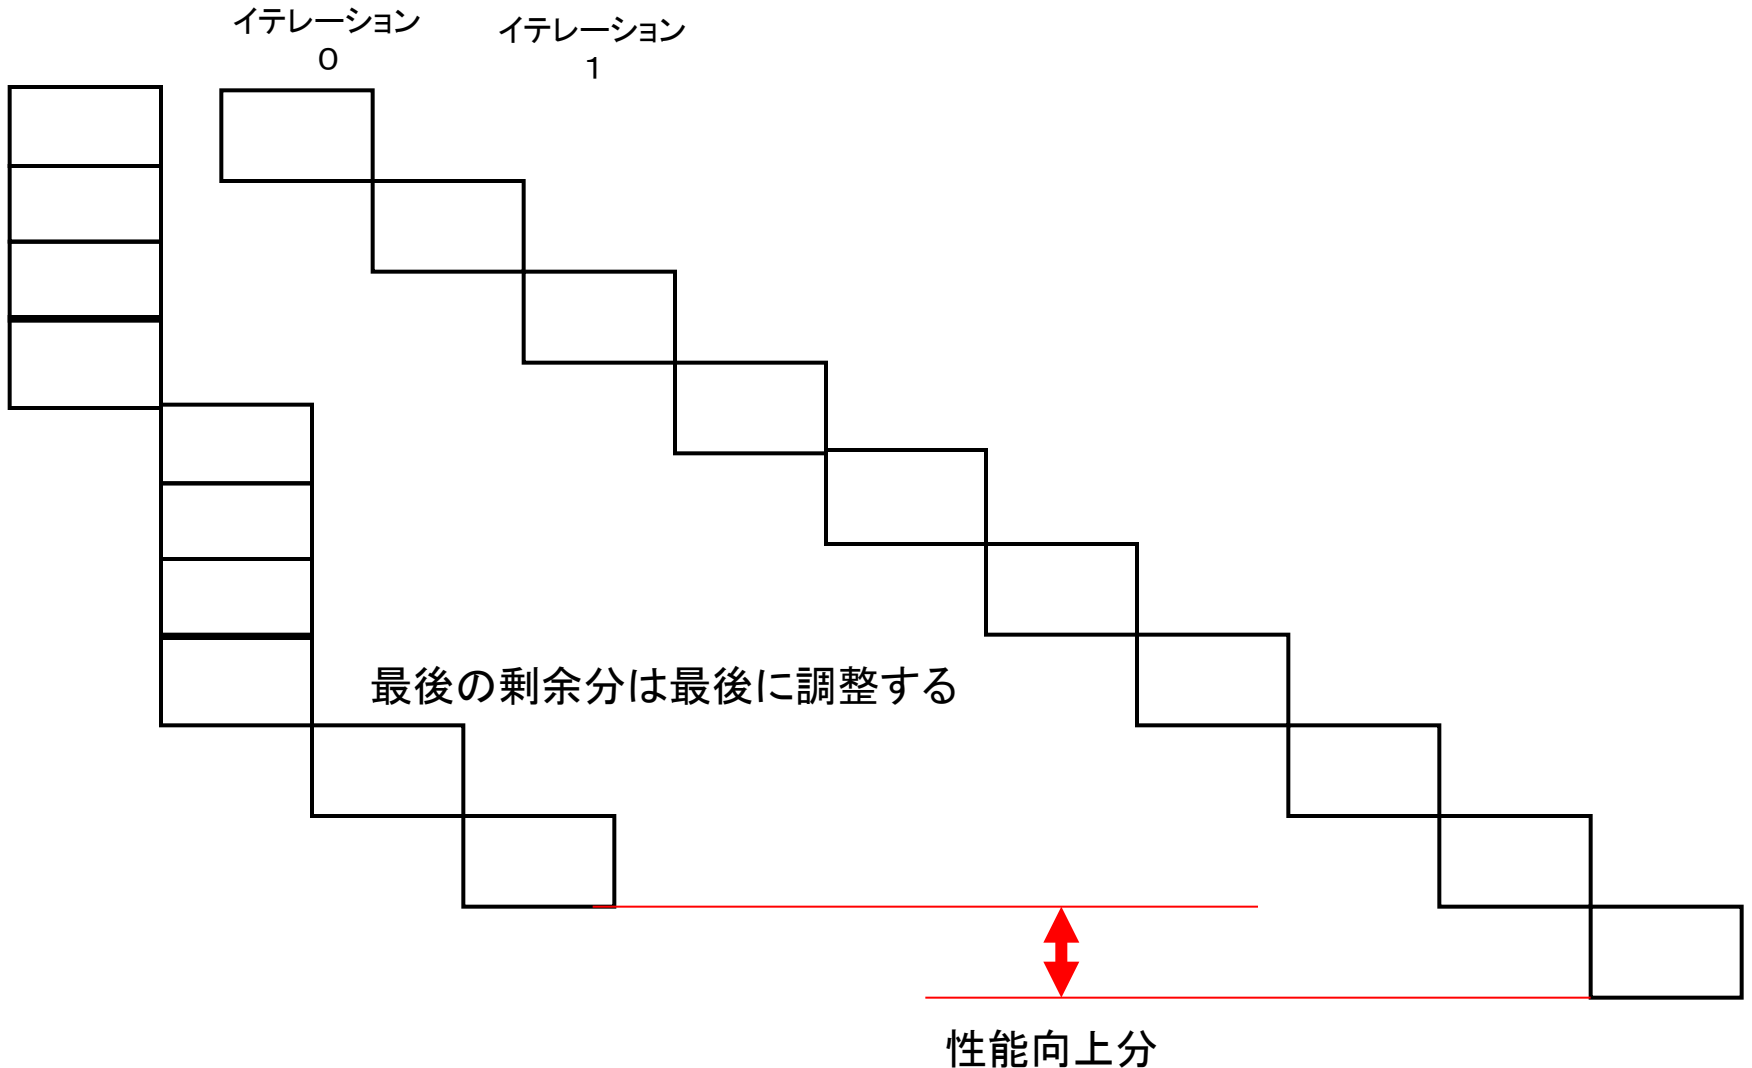 イテレーション
０
イテレーション
１
最後の剰余分は最後に調整する
性能向上分